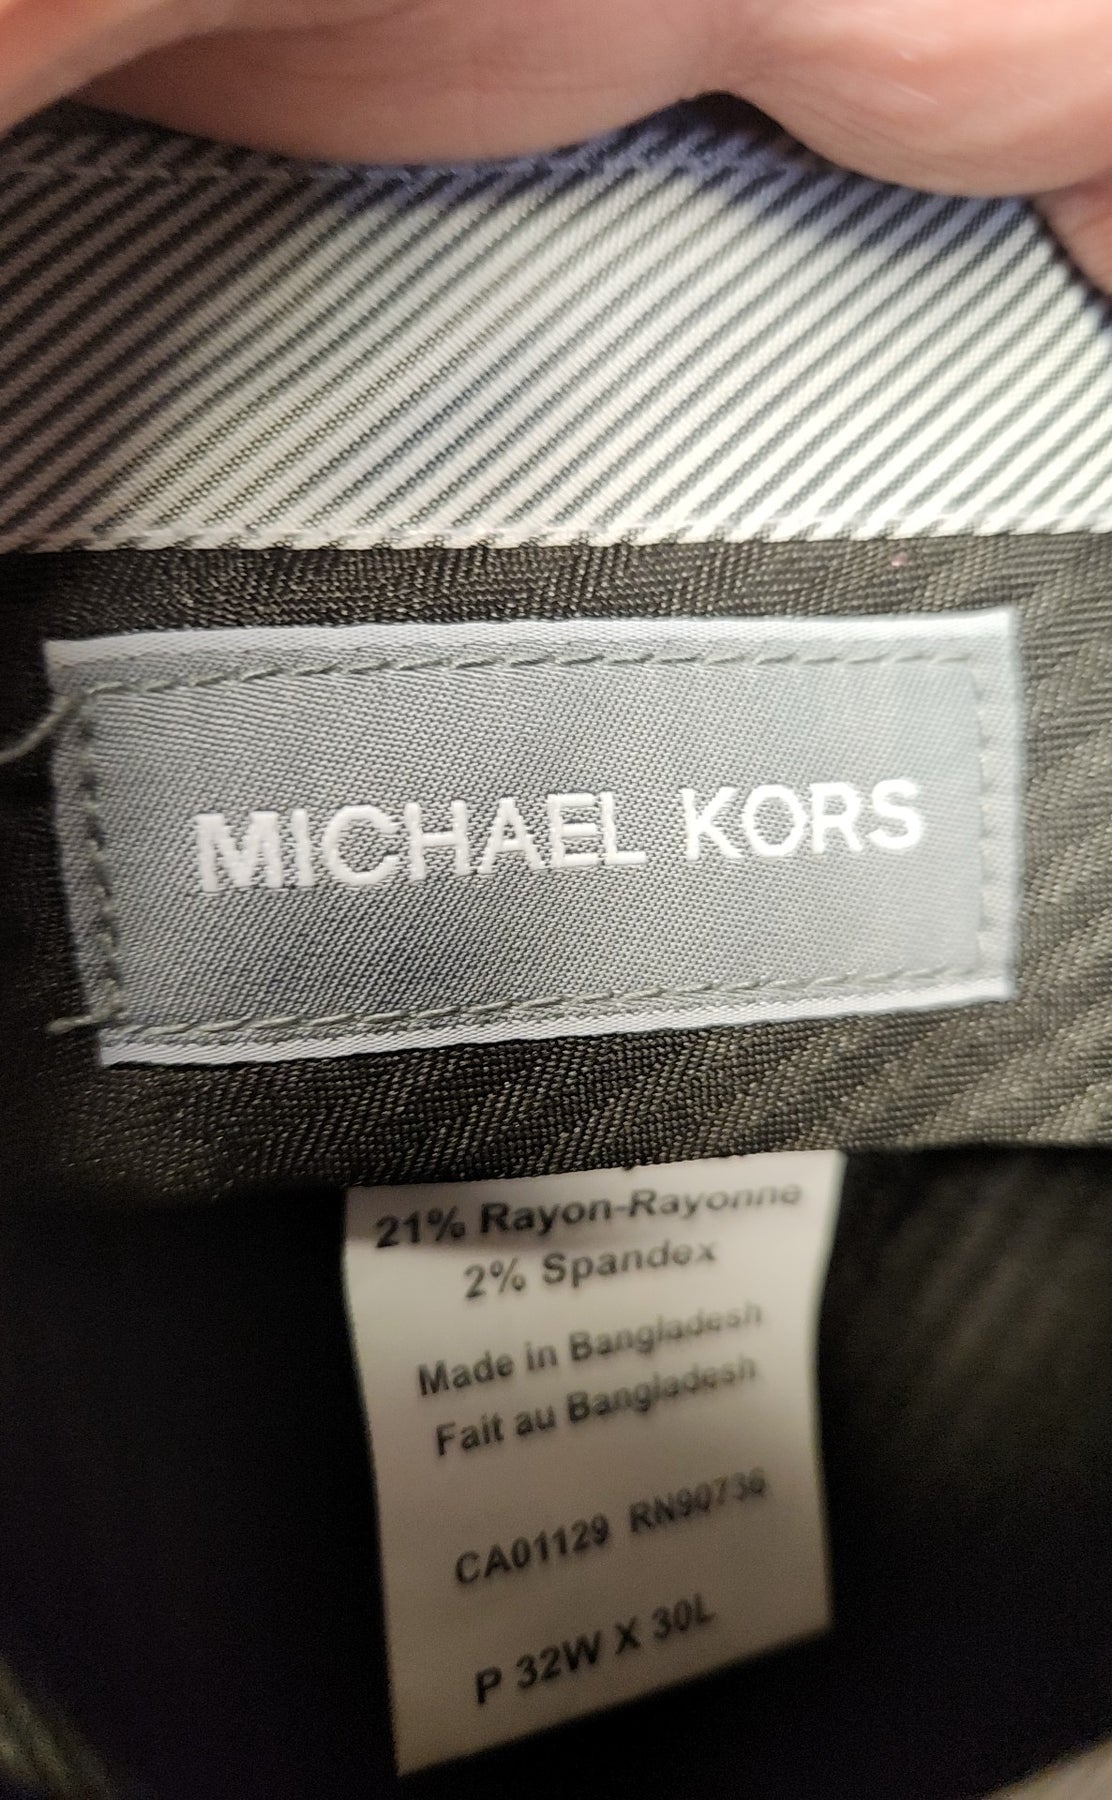 MICHAEL KORS
21% Rayon-Rayonne
2% Spandex
Made in Bangladesh
Fait au Bangladesh
CA01129 RN90736
P 32W X 30L